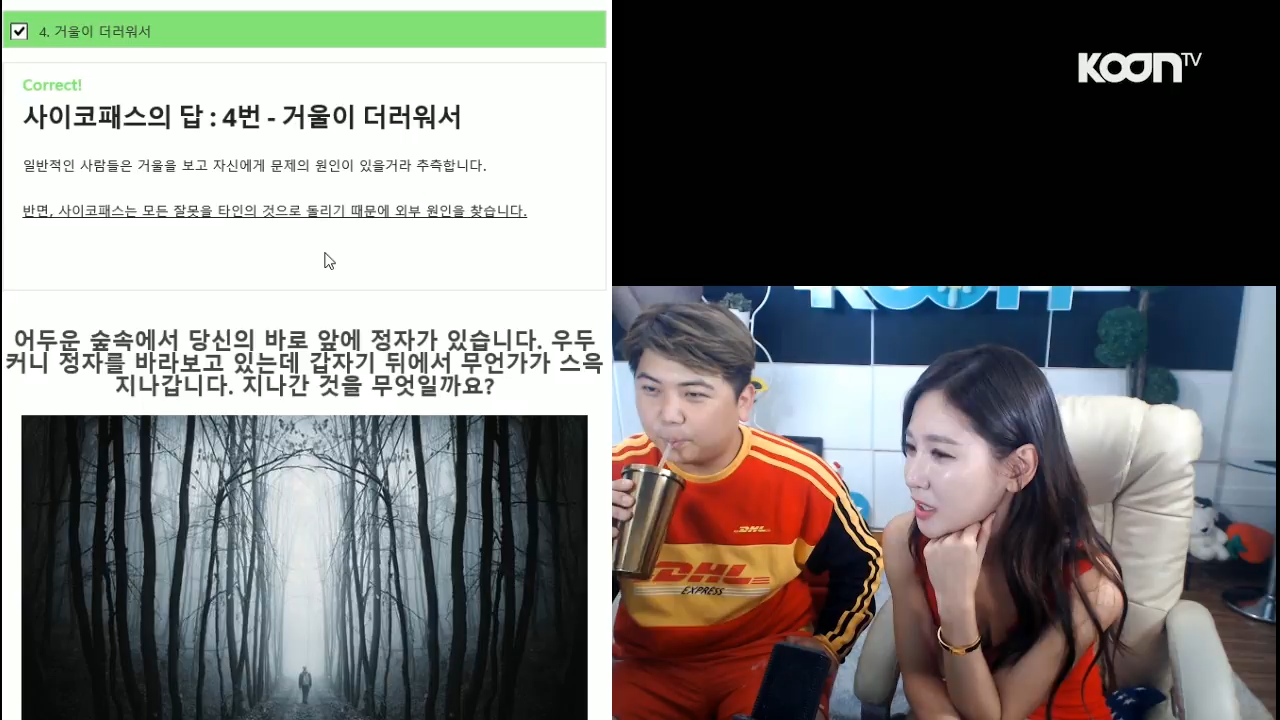 4. 거울이 더러워서
Correct!
사이코패스의 답 : 4번 - 거울이 더러워서
일반적인 사람들은 거울을 보고 자신에게 문제의 원인이 있을거라 추측합니다.
반면, 사이코패스는 모든 잘못을 타인의 것으로 돌리기 때문에 외부 원인을 찾습니다.
어두운 숲속에서 당신의 바로 앞에 정자가 있습니다. 우두
커니 정자를 바라보고 있는데 갑자기 뒤에서 무언가가 스윽
지나갑니다. 지나간 것을 무엇일까요?
KOONTV
DHL
DHL
EXPRESS